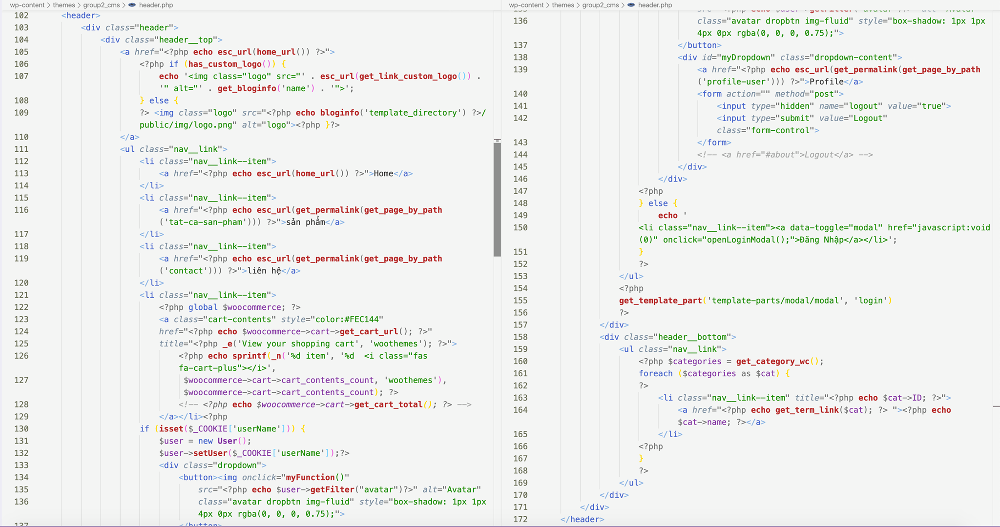 wp-content > themes > group2_cms > header.php
102 <header>
103 <div class="header">
104 <div class="header__top">
105 <a href="<?php echo esc_url(home_url()) ?>">
106 <?php if (has_custom_logo()) {
107 echo '<img class="logo" src="' . esc_url(get_link_custom_logo()) .
'" alt="' . get_bloginfo('name') . '">';
108 } else {
109 ?> <img class="logo" src="<?php echo bloginfo('template_directory') ?>/
public/img/logo.png" alt="logo"><?php }?>
110 </a>
111 <ul class="nav__link">
112 <li class="nav__link--item">
113 <a href="<?php echo esc_url(home_url()) ?>">Home</a>
114 </li>
115 <li class="nav__link--item">
116 <a href="<?php echo esc_url(get_permalink(get_page_by_path
('tat-ca-san-pham'))) ?>">sản phẩm</a>
117 </li>
118 <li class="nav__link--item">
119 <a href="<?php echo esc_url(get_permalink(get_page_by_path
('contact'))) ?>">liên hệ</a>
120 </li>
121 <li class="nav__link--item">
122 <?php global $woocommerce; ?>
123 <a class="cart-contents" style="color:#FEC144"
124 href="<?php echo $woocommerce->cart->get_cart_url(); ?>"
125 title="<?php _e('View your shopping cart', 'woothemes'); ?>">
126 <?php echo sprintf(_n('%d item', '%d  <i class="fas
fa-cart-plus"></i>',
127 $woocommerce->cart->cart_contents_count, 'woothemes'),
$woocommerce->cart->cart_contents_count); ?>
128 <!-- <?php echo $woocommerce->cart->get_cart_total(); ?> -->
129 </a></li><?php
130 if (isset($_COOKIE['userName'])) {
131 $user = new User();
132 $user->setUser($_COOKIE['userName']);?>
133 <div class="dropdown">
134 <button><img onclick="myFunction()"
135 src="<?php echo $user->getFilter("avatar")?>" alt="Avatar"
136 class="avatar dropbtn img-fluid" style="box-shadow: 1px 1px
4px 0px rgba(0, 0, 0, 0.75);">
137 </button>
wp-content > themes > group2_cms > header.php
135 src="<?php echo $user->getFilter("avatar")?>" alt="Avatar"
136 class="avatar dropbtn img-fluid" style="box-shadow: 1px 1px
4px 0px rgba(0, 0, 0, 0.75);">
137 </button>
138 <div id="myDropdown" class="dropdown-content">
139 <a href="<?php echo esc_url(get_permalink(get_page_by_path
('profile-user'))) ?>">Profile</a>
140 <form action="" method="post">
141 <input type="hidden" name="logout" value="true">
142 <input type="submit" value="Logout"
class="form-control">
143 </form>
144 <!-- <a href="#about">Logout</a> -->
145 </div>
146 </div>
147 <?php
148 } else {
149 echo '
150 <li class="nav__link--item"><a data-toggle="modal" href="javascript:void
(0)" onclick="openLoginModal();">Đăng Nhập</a></li>';
151 }
152 ?>
153 </ul>
154 <?php
155 get_template_part('template-parts/modal/modal', 'login')
156 ?>
157 </div>
158 <div class="header__bottom">
159 <ul class="nav__link">
160 <?php $categories = get_category_wc();
161 foreach ($categories as $cat) {
162 ?>
163 <li class="nav__link--item" title="<?php echo $cat->ID; ?>">
164 <a href="<?php echo get_term_link($cat); ?> "><?php echo
$cat->name; ?></a>
165 </li>
166 <?php
167 }
168 ?>
169 </ul>
170 </div>
171 </div>
172 </header>